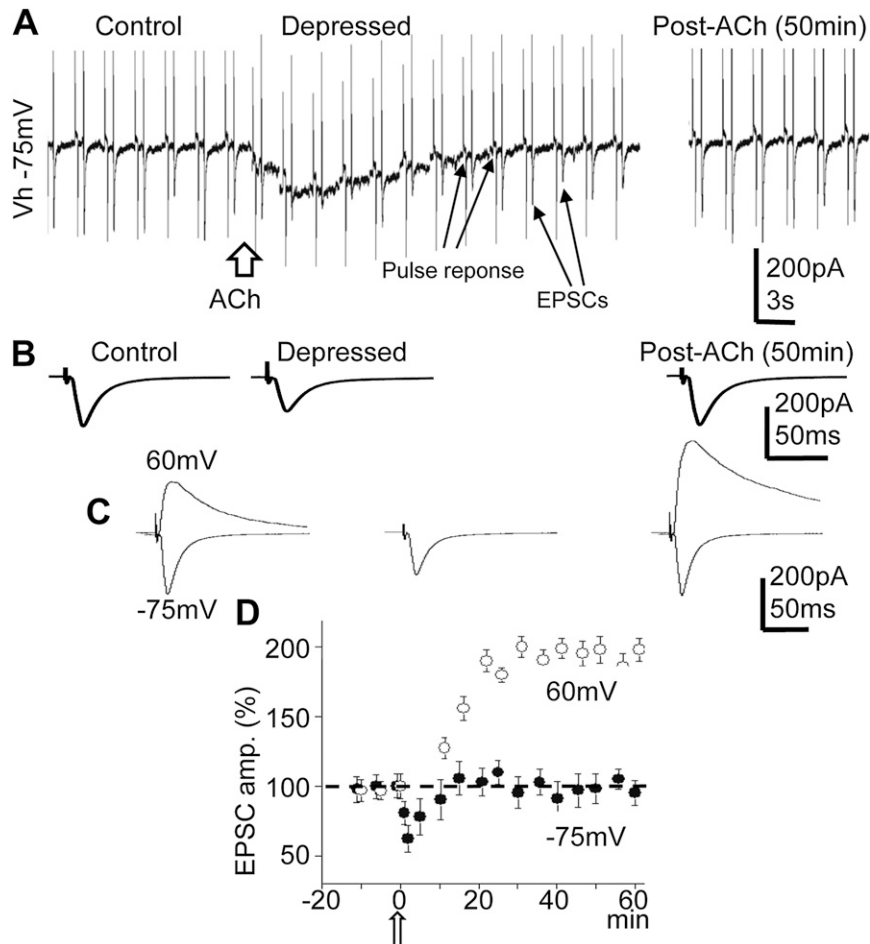 A
Control
Depressed
Post-ACh (50min)
Vh -75mV
ACh
Pulse reponse
EPSCs
200pA
3s
B
Control
Depressed
Post-ACh (50min)
200pA
50ms
C
60mV
-75mV
200pA
50ms
D
EPSC amp. (%)
200
150
100
50
60mV
-75mV
-20
0
20
40
60
min